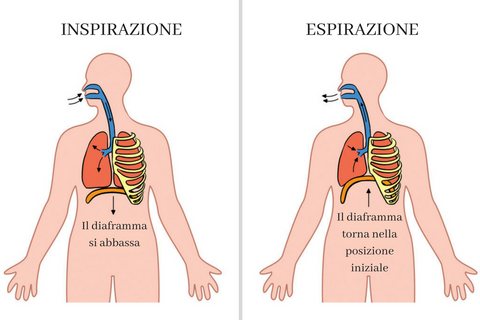 INSPIRAZIONE
Il diaframma
si abbassa
ESPIRAZIONE
Il diaframma
torna nella
posizione
iniziale